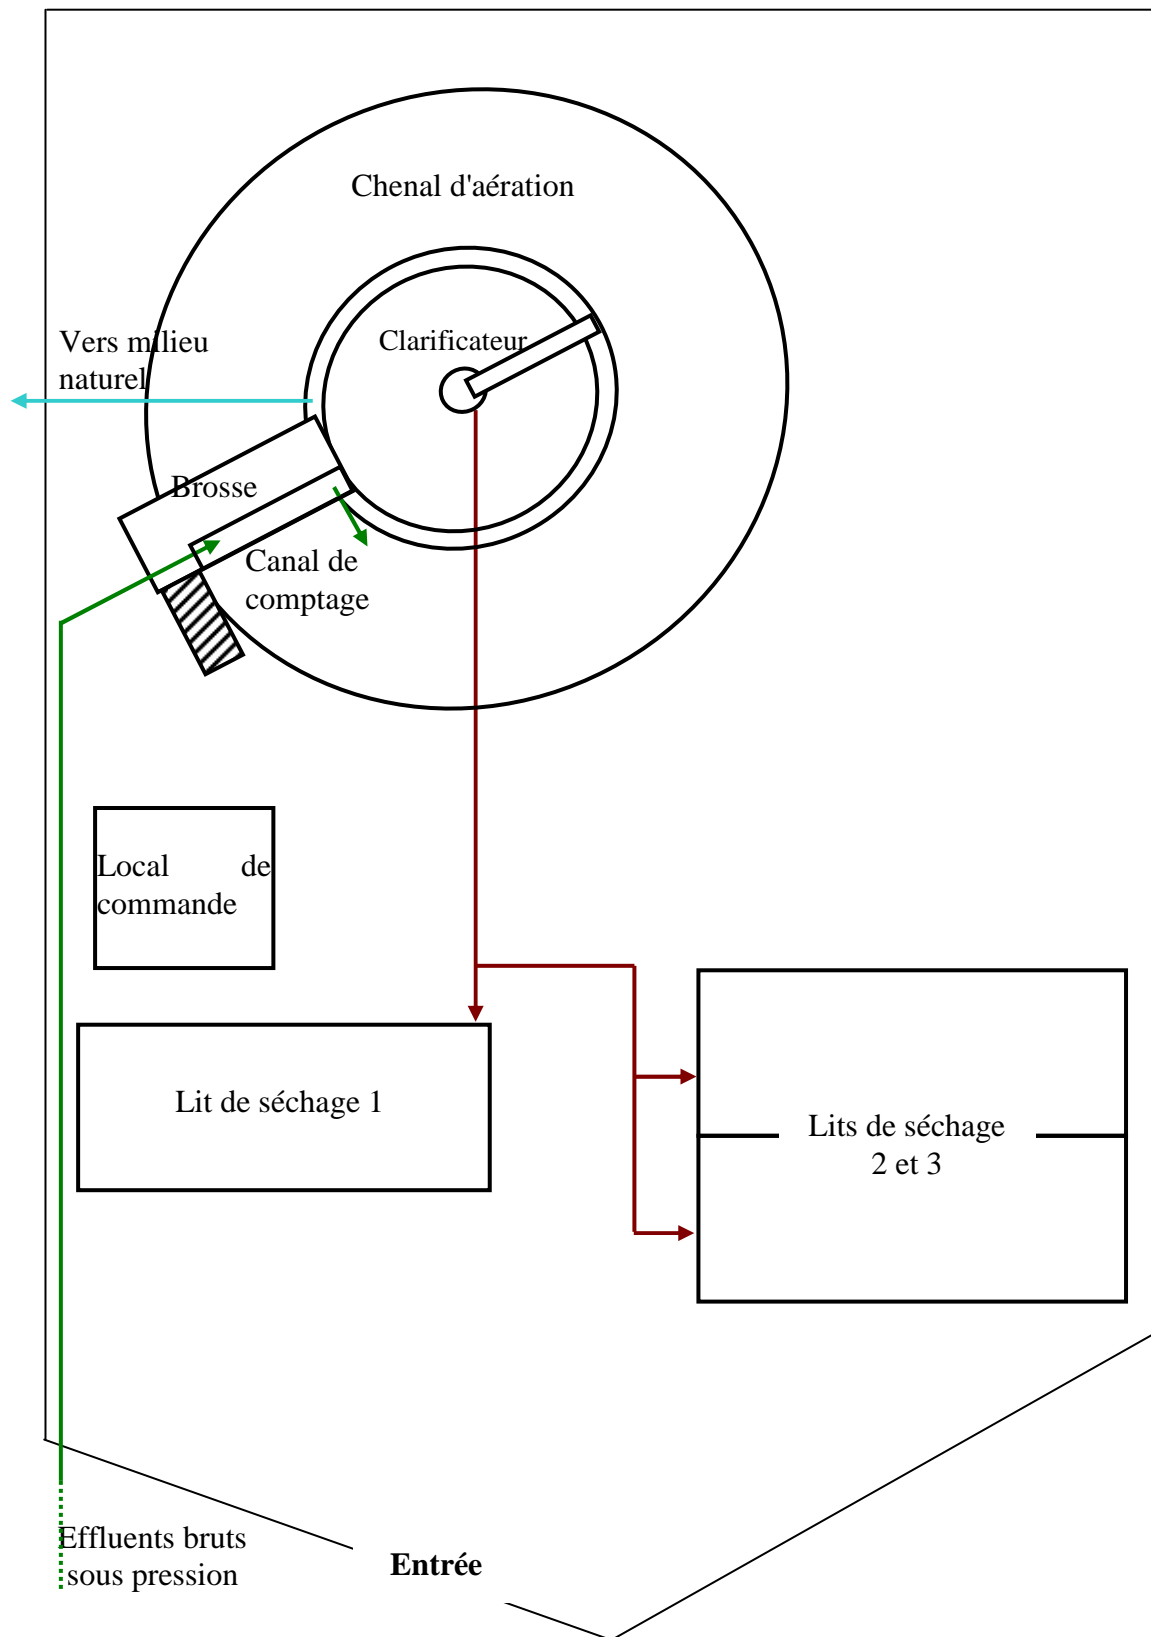 Chenal d'aération
Vers milieu
naturel
Clarificateur
Brosse
Canal de
comptage
Local de
commande
Lit de séchage 1
Lits de séchage
2 et 3
Effluents bruts
sous pression
Entrée